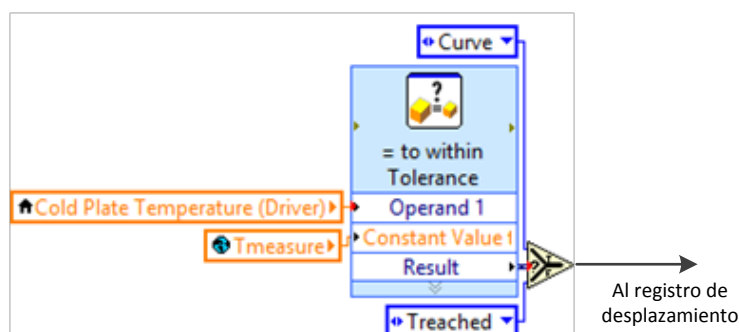 Curve
?
= to within
Tolerance
Cold Plate Temperature (Driver)
Operand 1
Tmeasure
Constant Value
Result
?
Al registro de
desplazamiento
Treached